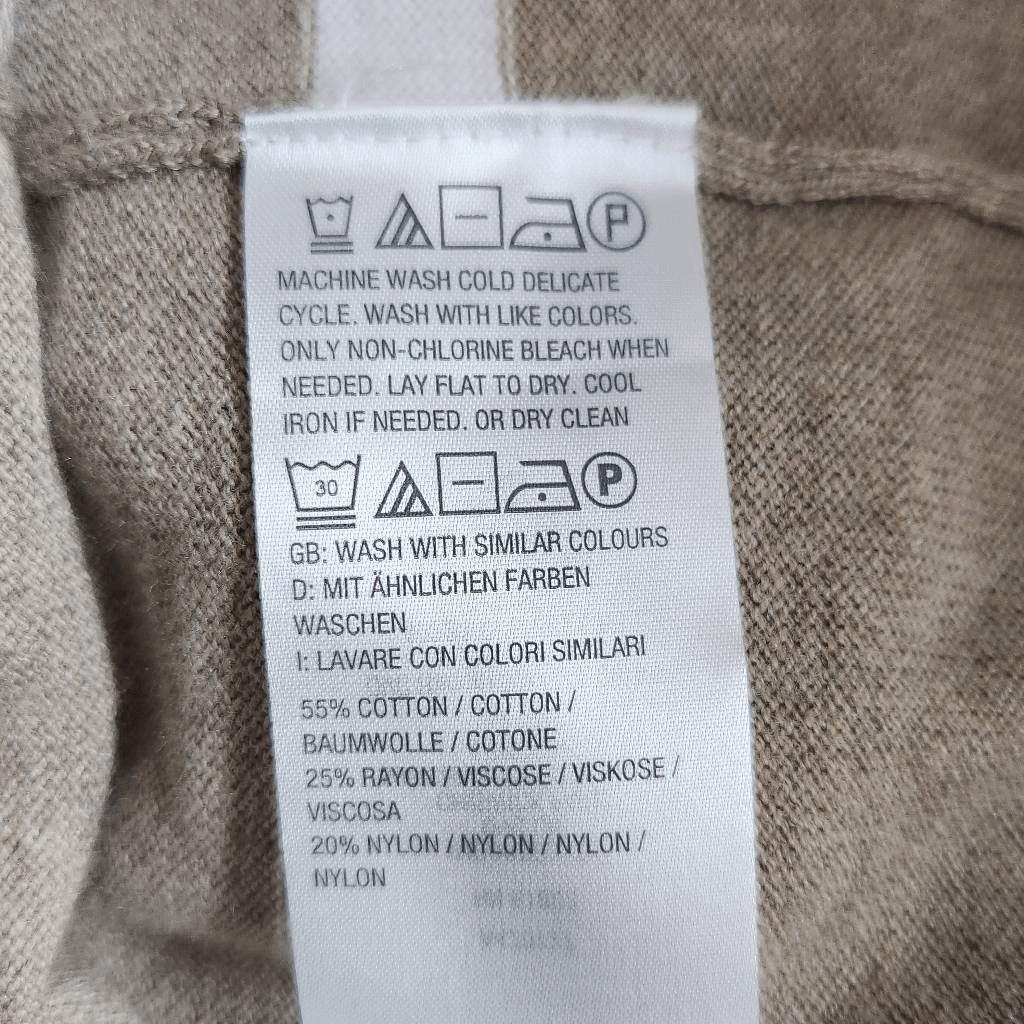 P
MACHINE WASH COLD DELICATE
CYCLE. WASH WITH LIKE COLORS.
ONLY NON-CHLORINE BLEACH WHEN
NEEDED. LAY FLAT TO DRY. COOL
IRON IF NEEDED. OR DRY CLEAN
30 P
GB: WASH WITH SIMILAR COLOURS
D: MIT ÄHNLICHEN FARBEN
WASCHEN
I: LAVARE CON COLORI SIMILARI
55% COTTON / COTTON /
BAUMWOLLE / COTONE
25% RAYON / VISCOSE / VISKOSE /
VISCOSA
20% NYLON / NYLON / NYLON /
NYLON